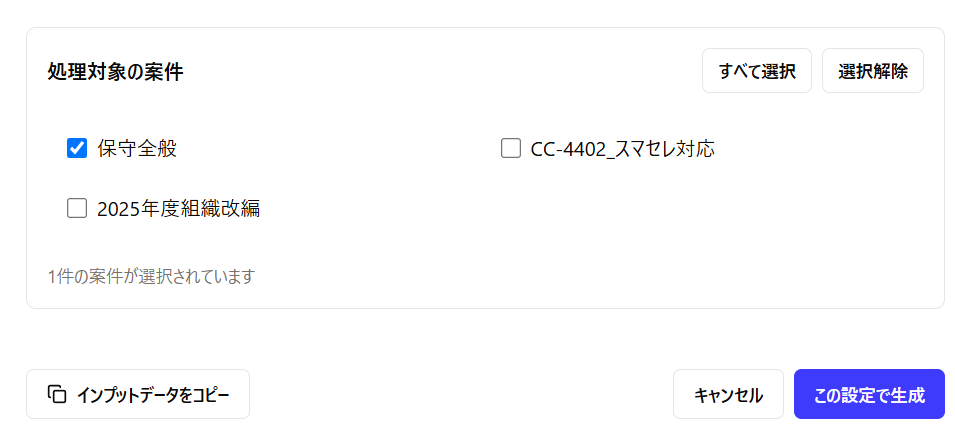 処理対象の案件
すべて選択
選択解除
保守全般
CC-4402_スマセレ対応
2025年度組織改編
1件の案件が選択されています
インプットデータをコピー
キャンセル
この設定で生成